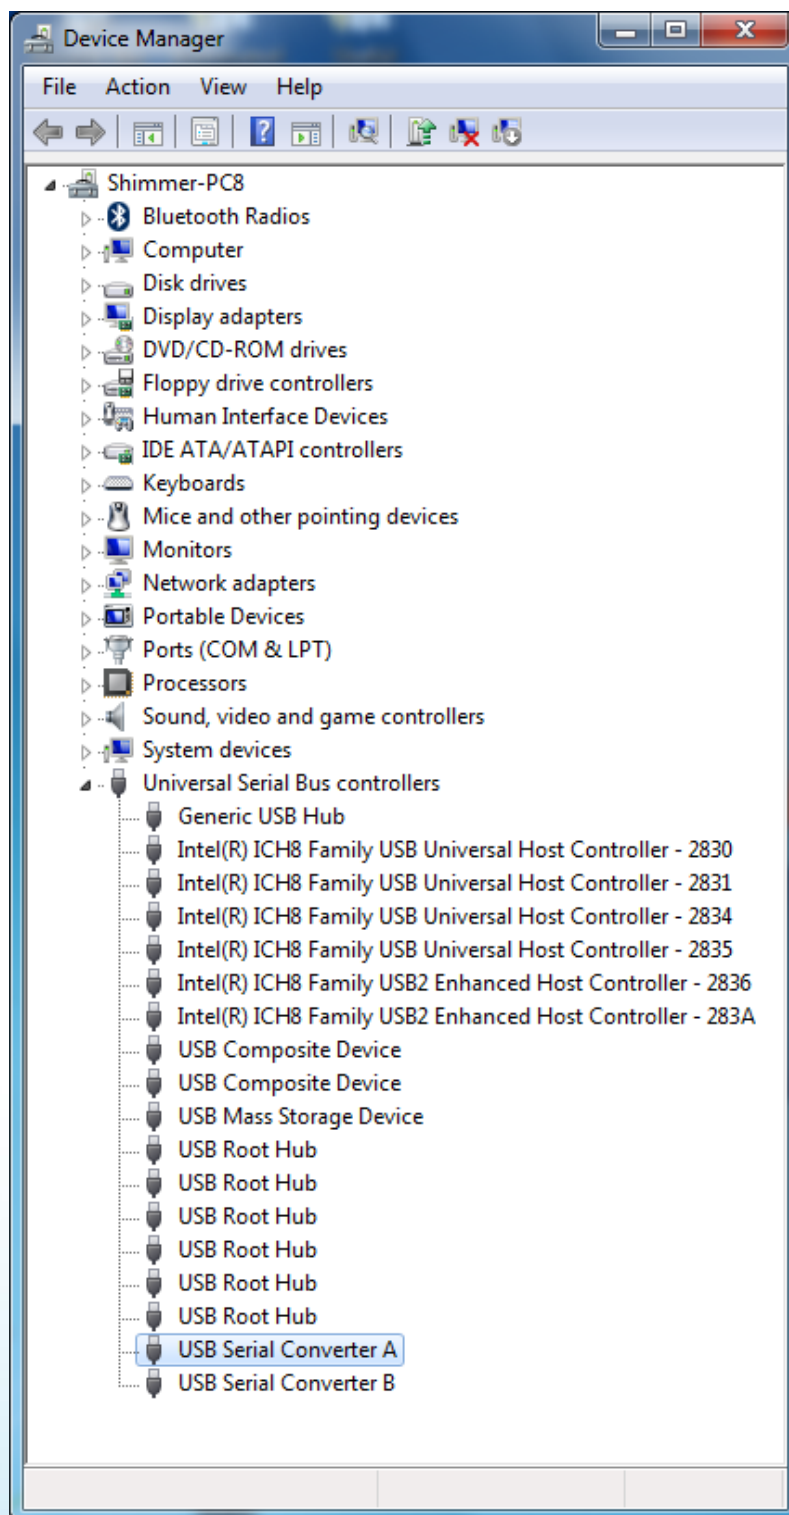 Device Manager
File Action View Help
Shimmer-PC8
Bluetooth Radios
Computer
Disk drives
Display adapters
DVD/CD-ROM drives
Floppy drive controllers
Human Interface Devices
IDE ATA/ATAPI controllers
Keyboards
Mice and other pointing devices
Monitors
Network adapters
Portable Devices
Ports (COM & LPT)
Processors
Sound, video and game controllers
System devices
Universal Serial Bus controllers
Generic USB Hub
Intel(R) ICH8 Family USB Universal Host Controller - 2830
Intel(R) ICH8 Family USB Universal Host Controller - 2831
Intel(R) ICH8 Family USB Universal Host Controller - 2834
Intel(R) ICH8 Family USB Universal Host Controller - 2835
Intel(R) ICH8 Family USB2 Enhanced Host Controller - 2836
Intel(R) ICH8 Family USB2 Enhanced Host Controller - 283A
USB Composite Device
USB Composite Device
USB Mass Storage Device
USB Root Hub
USB Root Hub
USB Root Hub
USB Root Hub
USB Root Hub
USB Root Hub
USB Serial Converter A
USB Serial Converter B